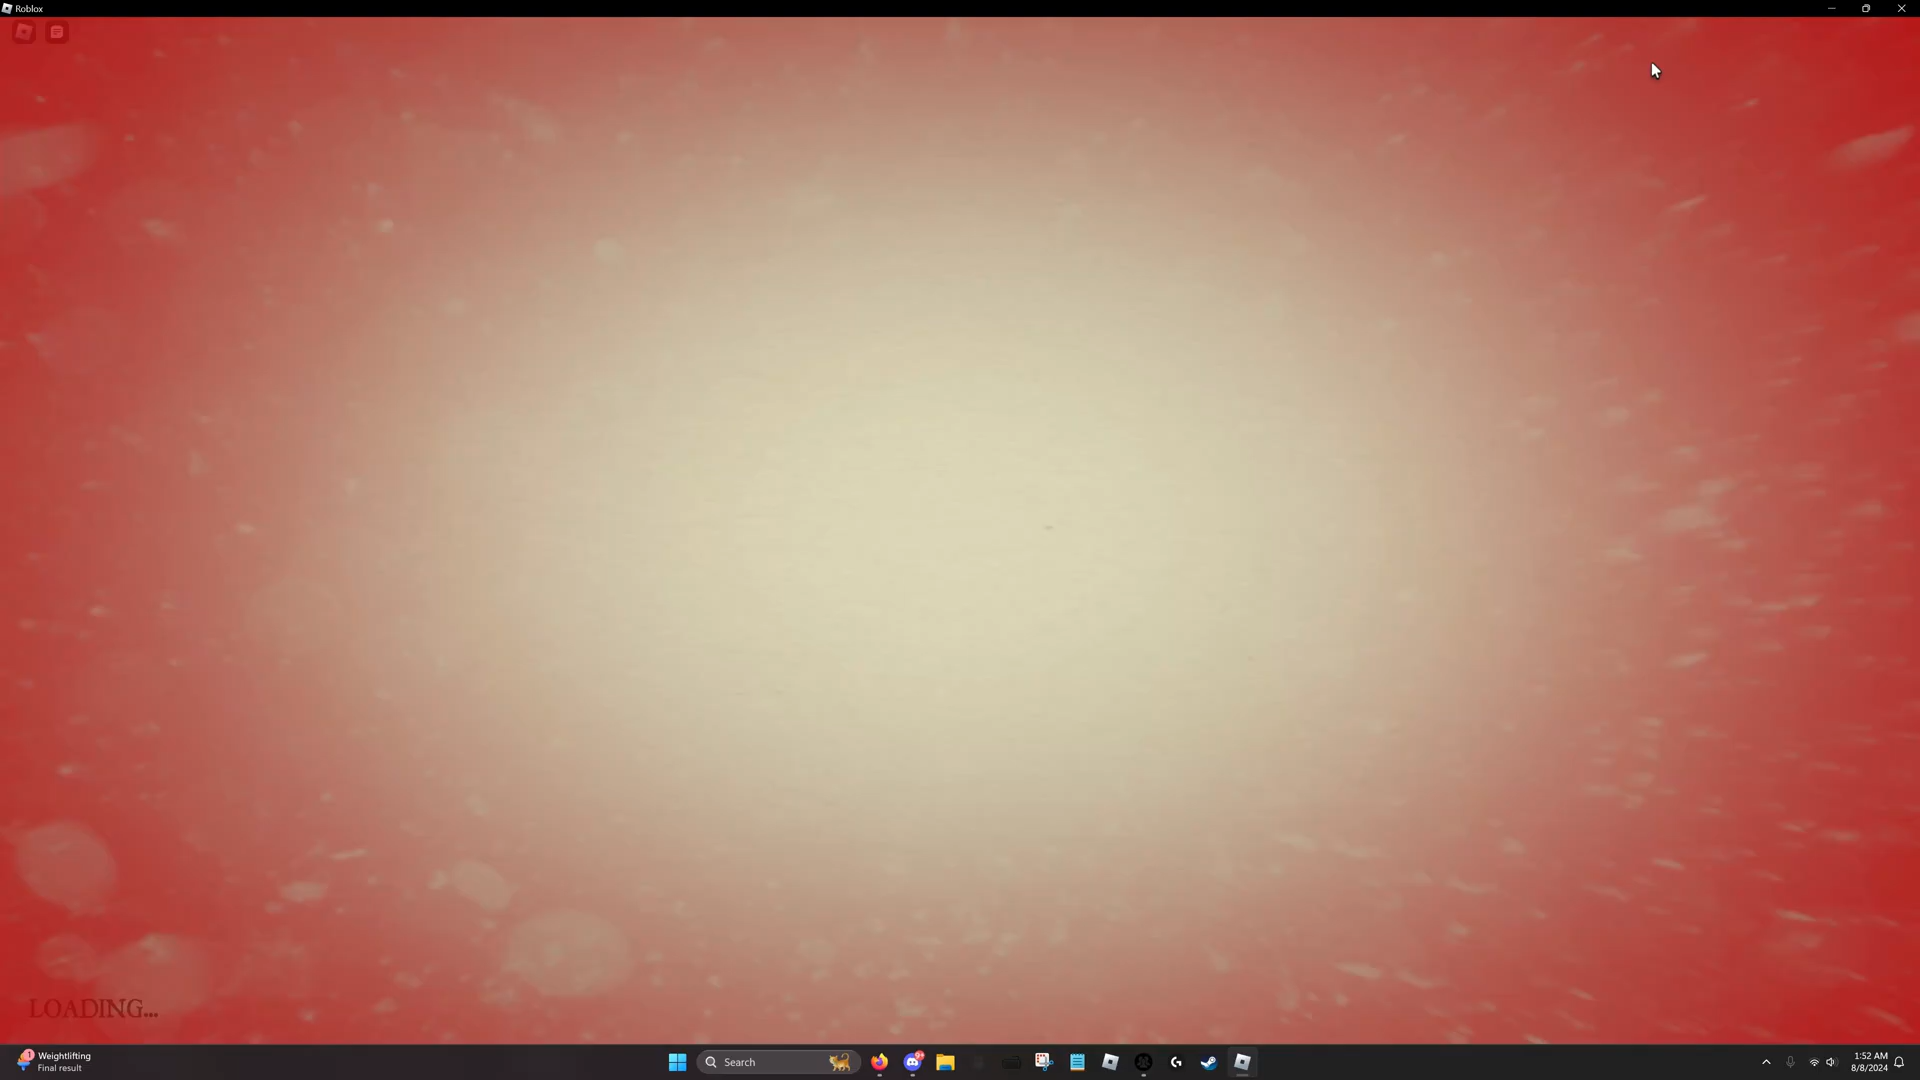 Roblox
LOADING...
Weightlifting
Final result
Search
1:52 AM
8/8/2024